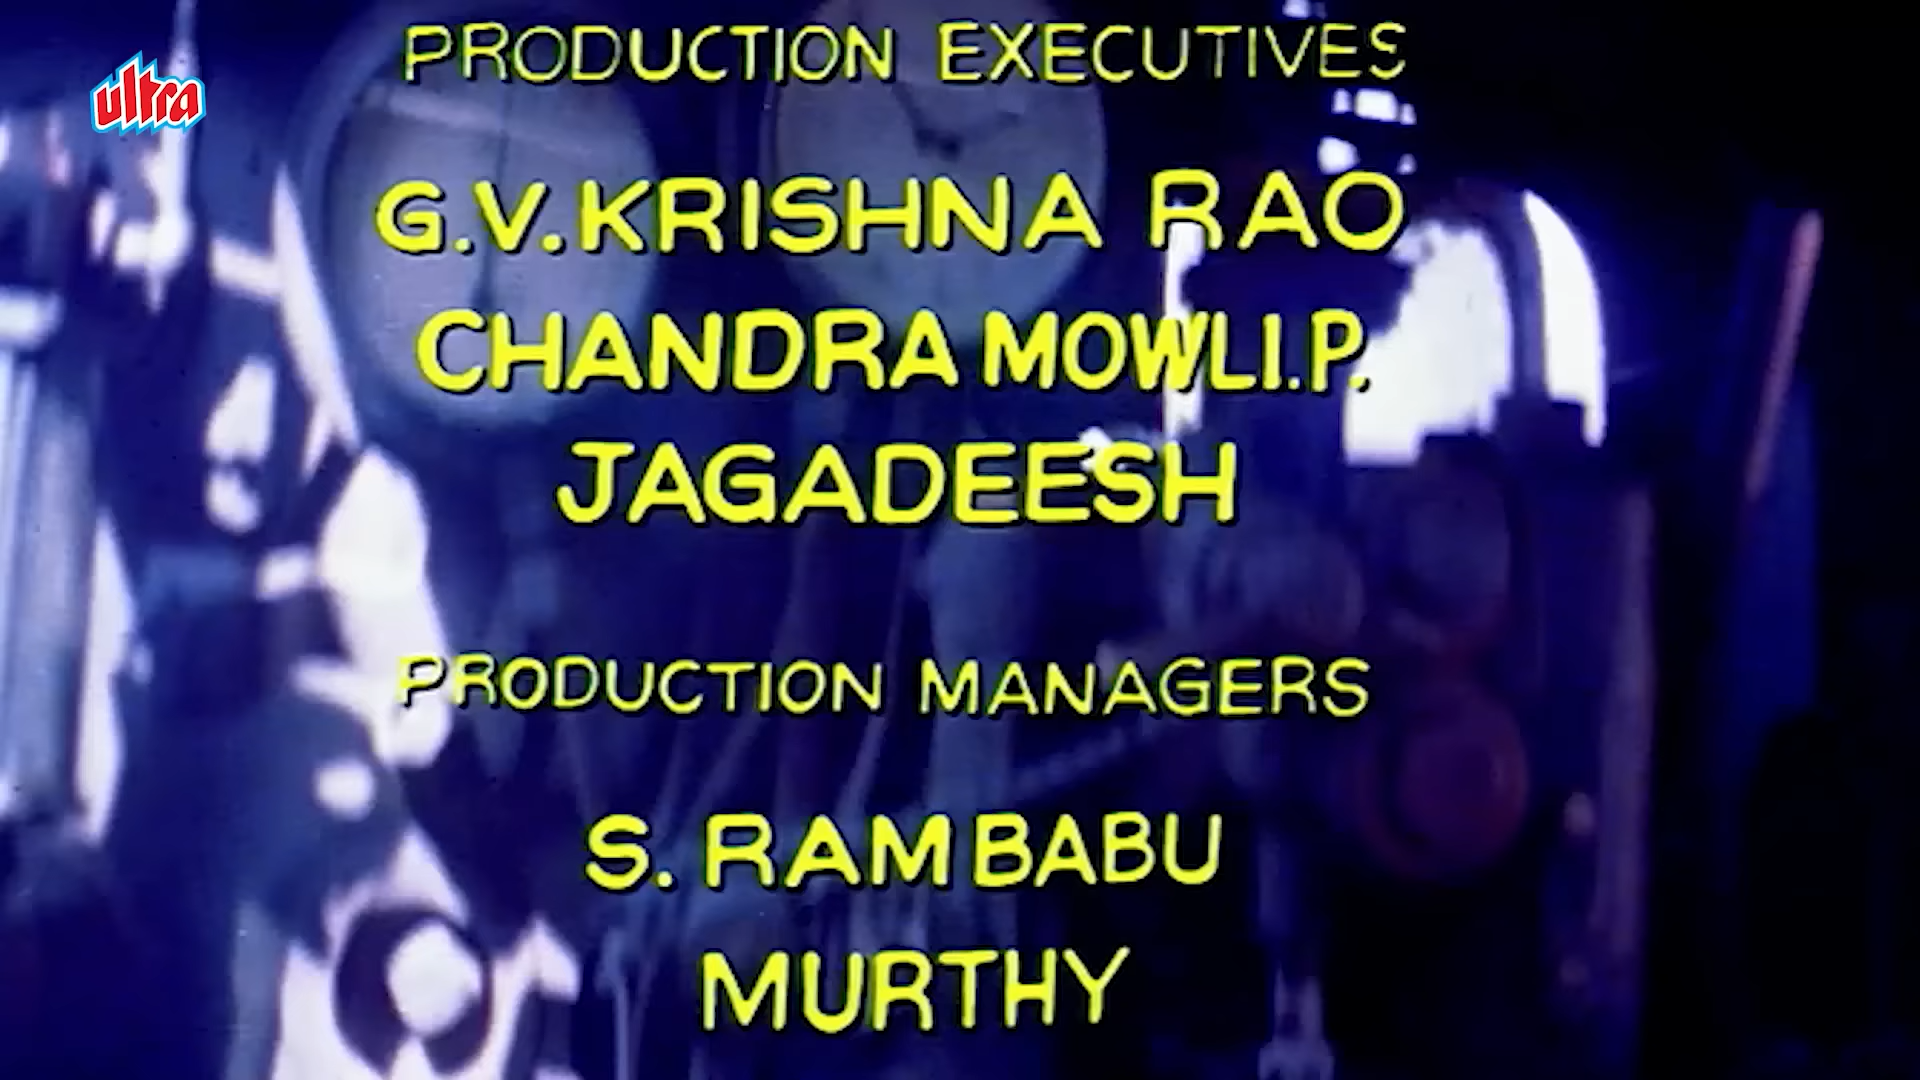 ultra
PRODUCTION EXECUTIVES
G.V.KRISHNA RAO
CHANDRA MOWLI.P.
JAGADEESH
PRODUCTION MANAGERS
S. RAM BABU
MURTHY